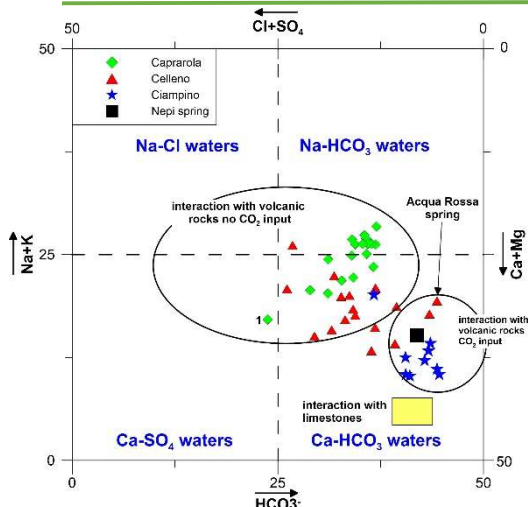 50
Cl+SO4
0
50
Caprarola
Celleno
Ciampino
Nepi spring
Na-Cl waters
Na-HCO3 waters
interaction with volcanic
rocks no CO2 input
Acqua Rossa
spring
Na+K
25
Ca+Mg
1
interaction with
volcanic rocks
CO2 input
interaction with
limestones
Ca-SO4 waters
Ca-HCO3 waters
0
50
0
25
50
HCO3-